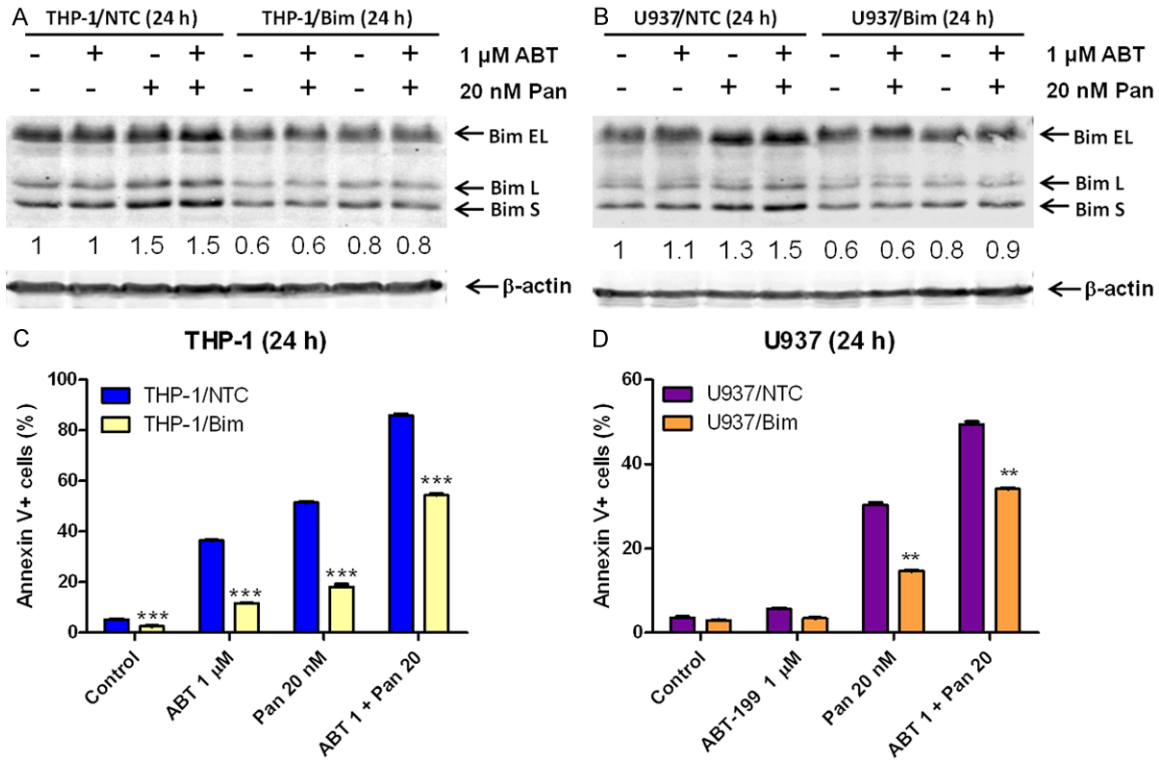 A
THP-1/NTC (24 h) THP-1/Bim (24 h)
- + - + - + - + 1 µM ABT
- - + + - + - + 20 nM Pan
Bim EL
Bim L
Bim S
1 1 1.5 1.5 0.6 0.6 0.8 0.8
β-actin
B
U937/NTC (24 h) U937/Bim (24 h)
- + - + - + - + 1 µM ABT
- - + + - + - + 20 nM Pan
Bim EL
Bim L
Bim S
1 1.1 1.3 1.5 0.6 0.6 0.8 0.9
β-actin
C
THP-1 (24 h)
Annexin V+ cells (%)
100
80
60
40
20
0
THP-1/NTC
THP-1/Bim
***
***
***
***
Control
ABT 1 µM
Pan 20 nM
ABT 1 + Pan 20
D
U937 (24 h)
Annexin V+ cells (%)
60
40
20
0
U937/NTC
U937/Bim
**
**
Control
ABT-199 1 µM
Pan 20 nM
ABT 1 + Pan 20